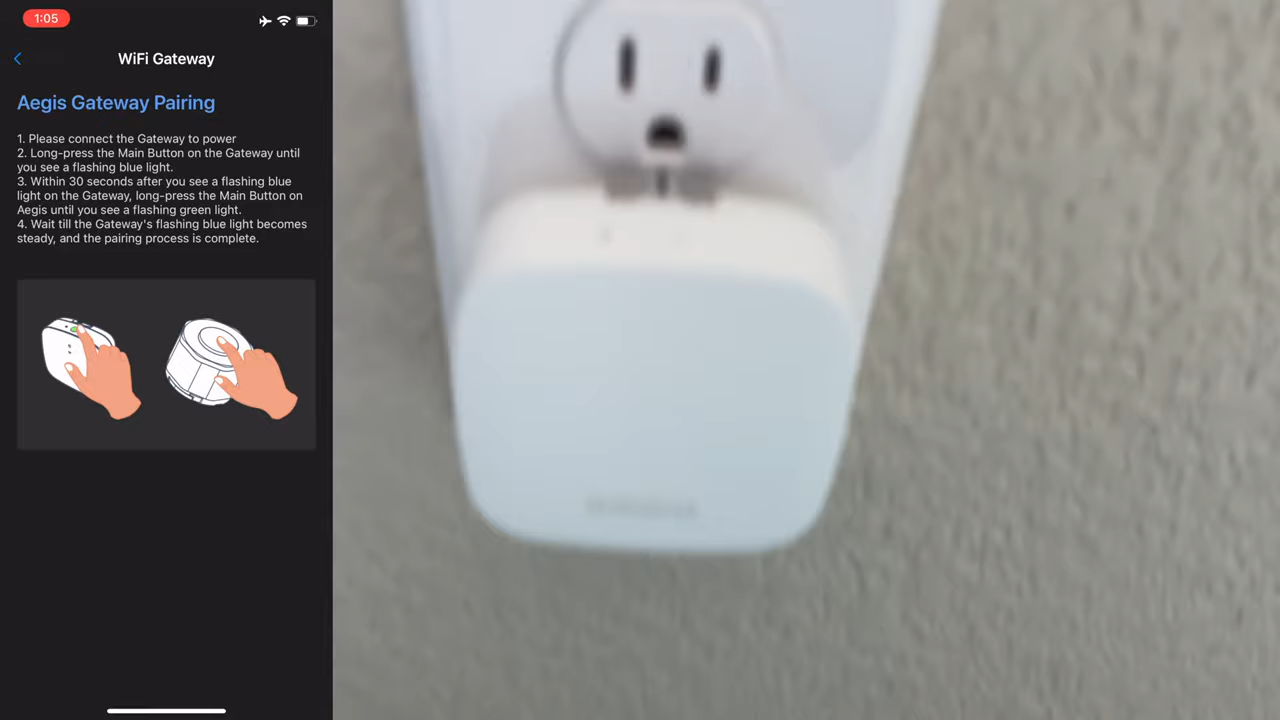 1:05
WiFi Gateway
Aegis Gateway Pairing
1. Please connect the Gateway to power
2. Long-press the Main Button on the Gateway until
you see a flashing blue light.
3. Within 30 seconds after you see a flashing blue
light on the Gateway, long-press the Main Button on
Aegis until you see a flashing green light.
4. Wait till the Gateway's flashing blue light becomes
steady, and the pairing process is complete.